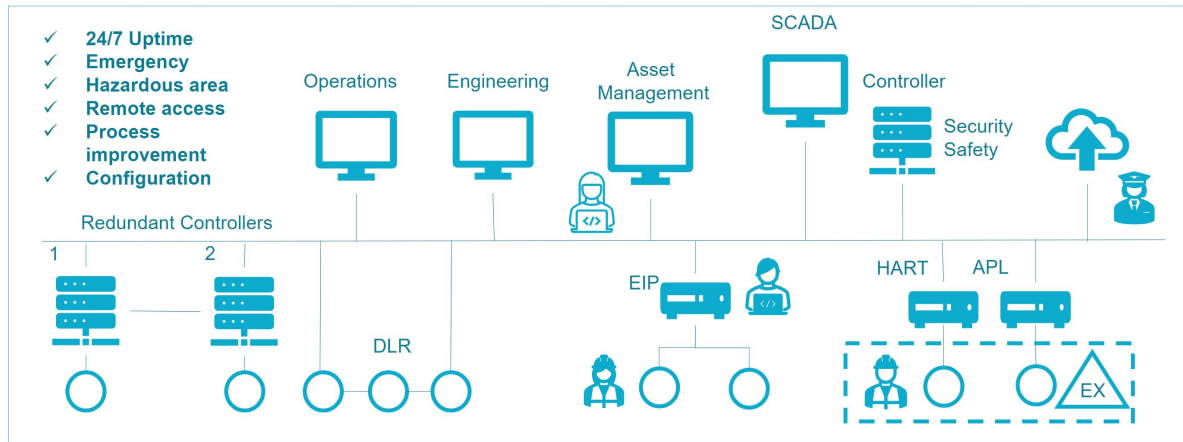 ✓ 24/7 Uptime
✓ Emergency
✓ Hazardous area
✓ Remote access
✓ Process
improvement
✓ Configuration
Operations
Engineering
Asset
Management
SCADA
Controller
Security
Safety
</>
Redundant Controllers
1
2
DLR
EIP
</>
HART
APL
EX